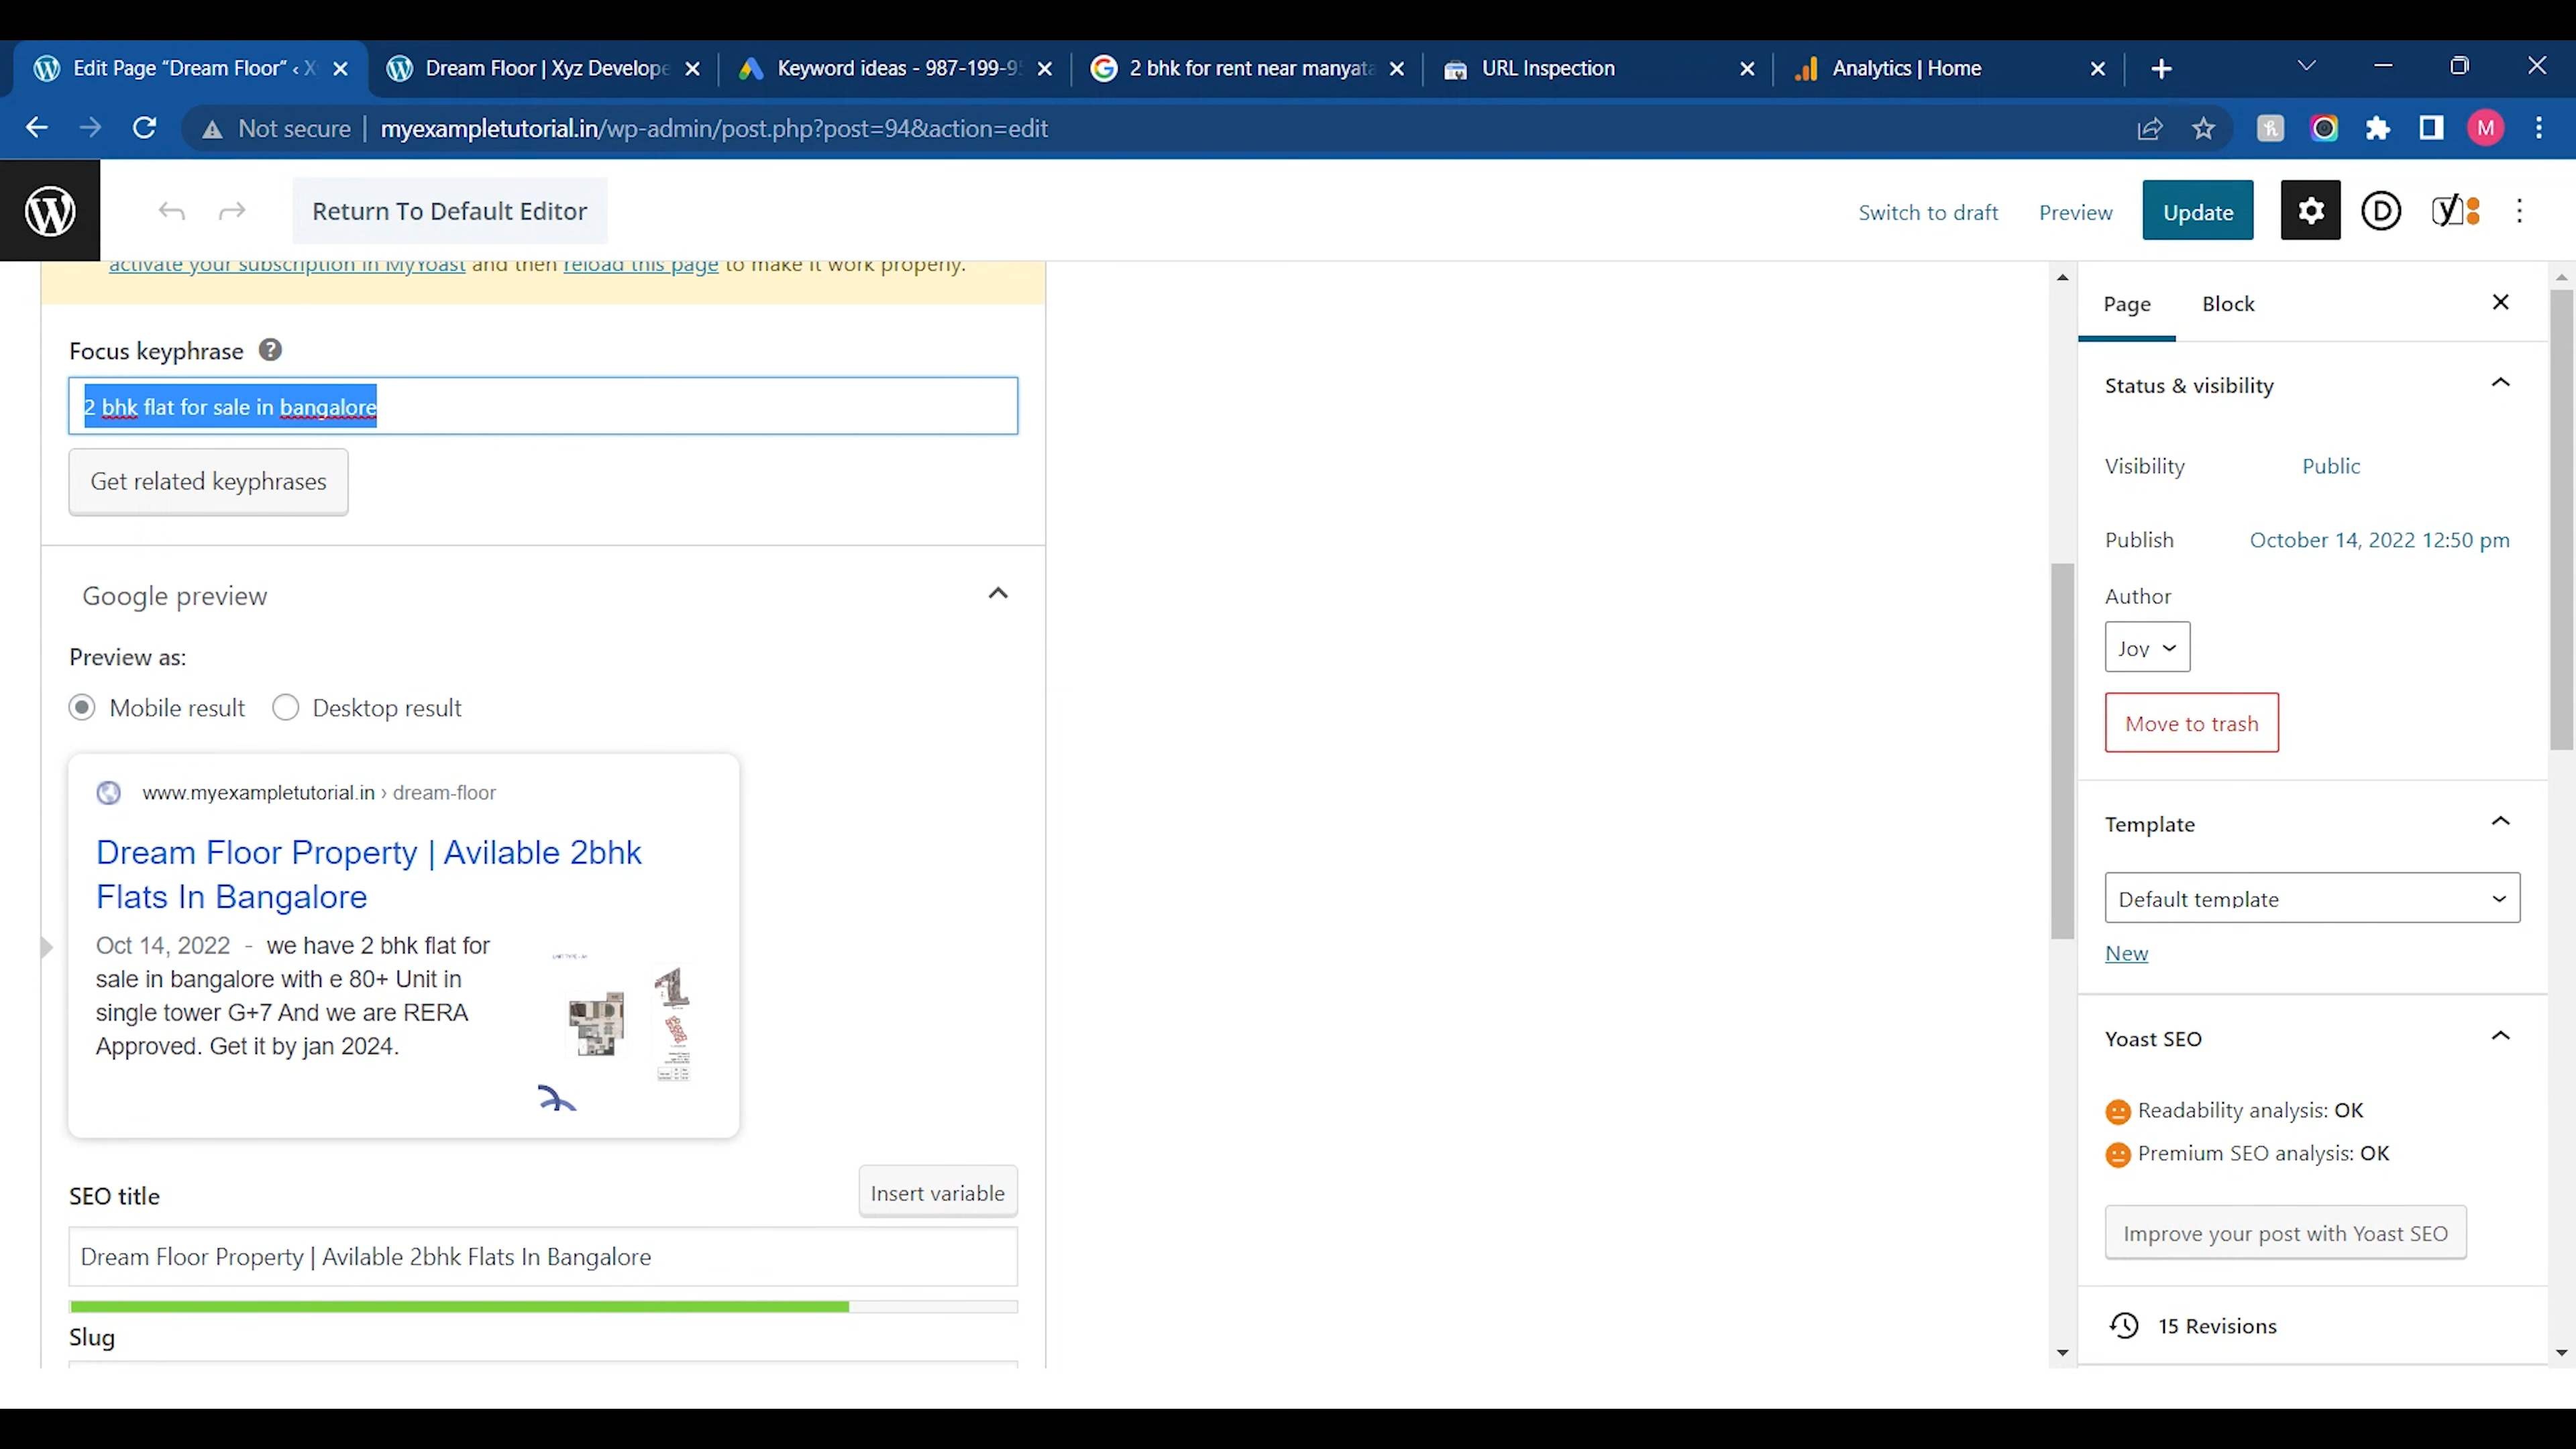 Edit Page “Dream Floor” ‹ X
Dream Floor | Xyz Develope
Keyword ideas - 987-199-9
2 bhk for rent near manyata
URL Inspection
Analytics | Home
Not secure
myexampletutorial.in/wp-admin/post.php?post=94&action=edit
M
Return To Default Editor
Switch to draft
Preview
Update
activate your subscription in MyYoast and then reload this page to make it work properly.
Focus keyphrase
2 bhk flat for sale in bangalore
Get related keyphrases
Google preview
Preview as:
Mobile result
Desktop result
www.myexampletutorial.in › dream-floor
Dream Floor Property | Avilable 2bhk
Flats In Bangalore
Oct 14, 2022 - we have 2 bhk flat for
sale in bangalore with e 80+ Unit in
single tower G+7 And we are RERA
Approved. Get it by jan 2024.
SEO title
Insert variable
Dream Floor Property | Avilable 2bhk Flats In Bangalore
Slug
Page
Block
Status & visibility
Visibility
Public
Publish
October 14, 2022 12:50 pm
Author
Joy
Move to trash
Template
Default template
New
Yoast SEO
Readability analysis: OK
Premium SEO analysis: OK
Improve your post with Yoast SEO
15 Revisions